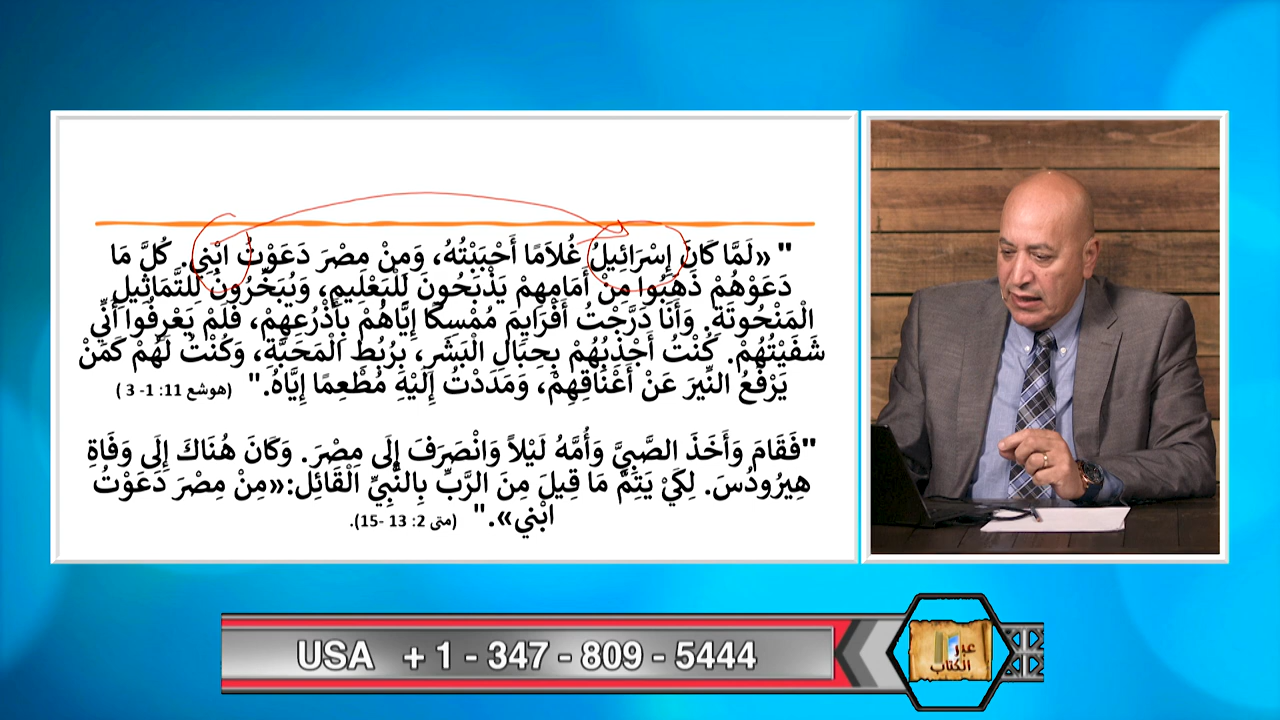 " «لَمَّا كَانَ إِسْرَائِيلُ غُلاَمًا أَحْبَبْتُهُ، وَمِنْ مِصْرَ دَعَوْتُ ابْنِي. كُلَّ مَا
دَعَوْهُمْ ذَهَبُوا مِنْ أَمَامِهِمْ يَذْبَحُونَ لِلْبَعْلِيمِ، وَيُبَخِّرُونَ لِلتَّمَاثِيلِ
الْمَنْحُوتَةِ. وَأَنَا دَرَّجْتُ أَفْرَايِمَ مُمْسِكًا إِيَّاهُمْ بِأَذْرُعِهِمْ، فَلَمْ يَعْرِفُوا أَنِّي
شَفَيْتُهُمْ. كُنْتُ أَجْذِبُهُمْ بِحِبَالِ الْبَشَرِ، بِرُبُطِ الْمَحَبَّةِ، وَكُنْتُ لَهُمْ كَمَنْ
يَرْفَعُ النِّيرَ عَنْ أَعْنَاقِهِمْ، وَمَدَدْتُ إِلَيْهِ مُطْعِمًا إِيَّاهُ." (هوشع 11: 1- 3 )
"فَقَامَ وَأَخَذَ الصَّبِيَّ وَأُمَّهُ لَيْلاً وَانْصَرَفَ إِلَى مِصْرَ. وَكَانَ هُنَاكَ إِلَى وَفَاةِ
هِيرُودُسَ. لِكَيْ يَتِمَّ مَا قِيلَ مِنَ الرَّبِّ بِالنَّبِيِّ الْقَائِل:«مِنْ مِصْرَ دَعَوْتُ
ابْنِي»." (متى 2: 13 -15).
USA + 1 - 347 - 809 - 5444
عبر
الكتاب